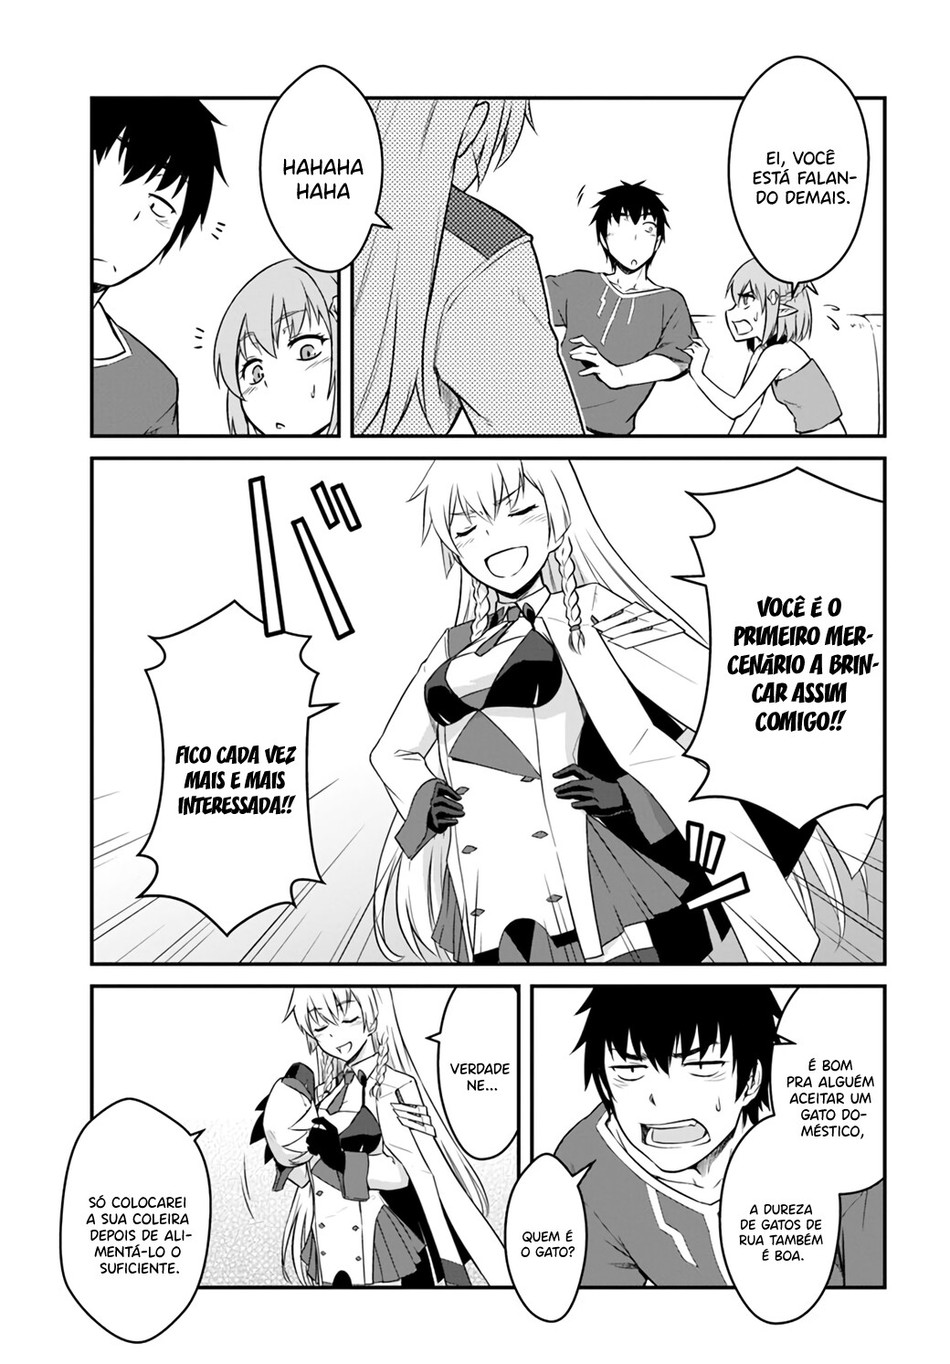 EI, VOCÊ
ESTÁ FALAN-
DO DEMAIS.
HAHAHA
HAHA
VOCÊ É O
PRIMEIRO MER-
CENÁRIO A BRIN-
CAR ASSIM
COMIGO!!
FICO CADA VEZ
MAIS E MAIS
INTERESSADA!!
É BOM
PRA ALGUÉM
ACEITAR UM
GATO DO-
MÉSTICO,
A DUREZA
DE GATOS DE
RUA TAMBÉM
É BOA.
QUEM É
O GATO?
VERDADE
NE...
SÓ COLOCAREI
A SUA COLEIRA
DEPOIS DE ALI-
MENTÁ-LO O
SUFICIENTE.